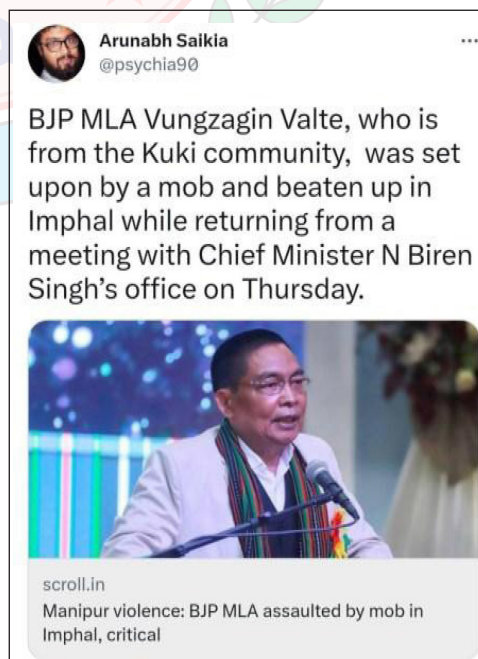 Arunabh Saikia
@psychia90
...
BJP MLA Vungzagin Valte, who is
from the Kuki community, was set
upon by a mob and beaten up in
Imphal while returning from a
meeting with Chief Minister N Biren
Singh’s office on Thursday.
scroll.in
Manipur violence: BJP MLA assaulted by mob in
Imphal, critical